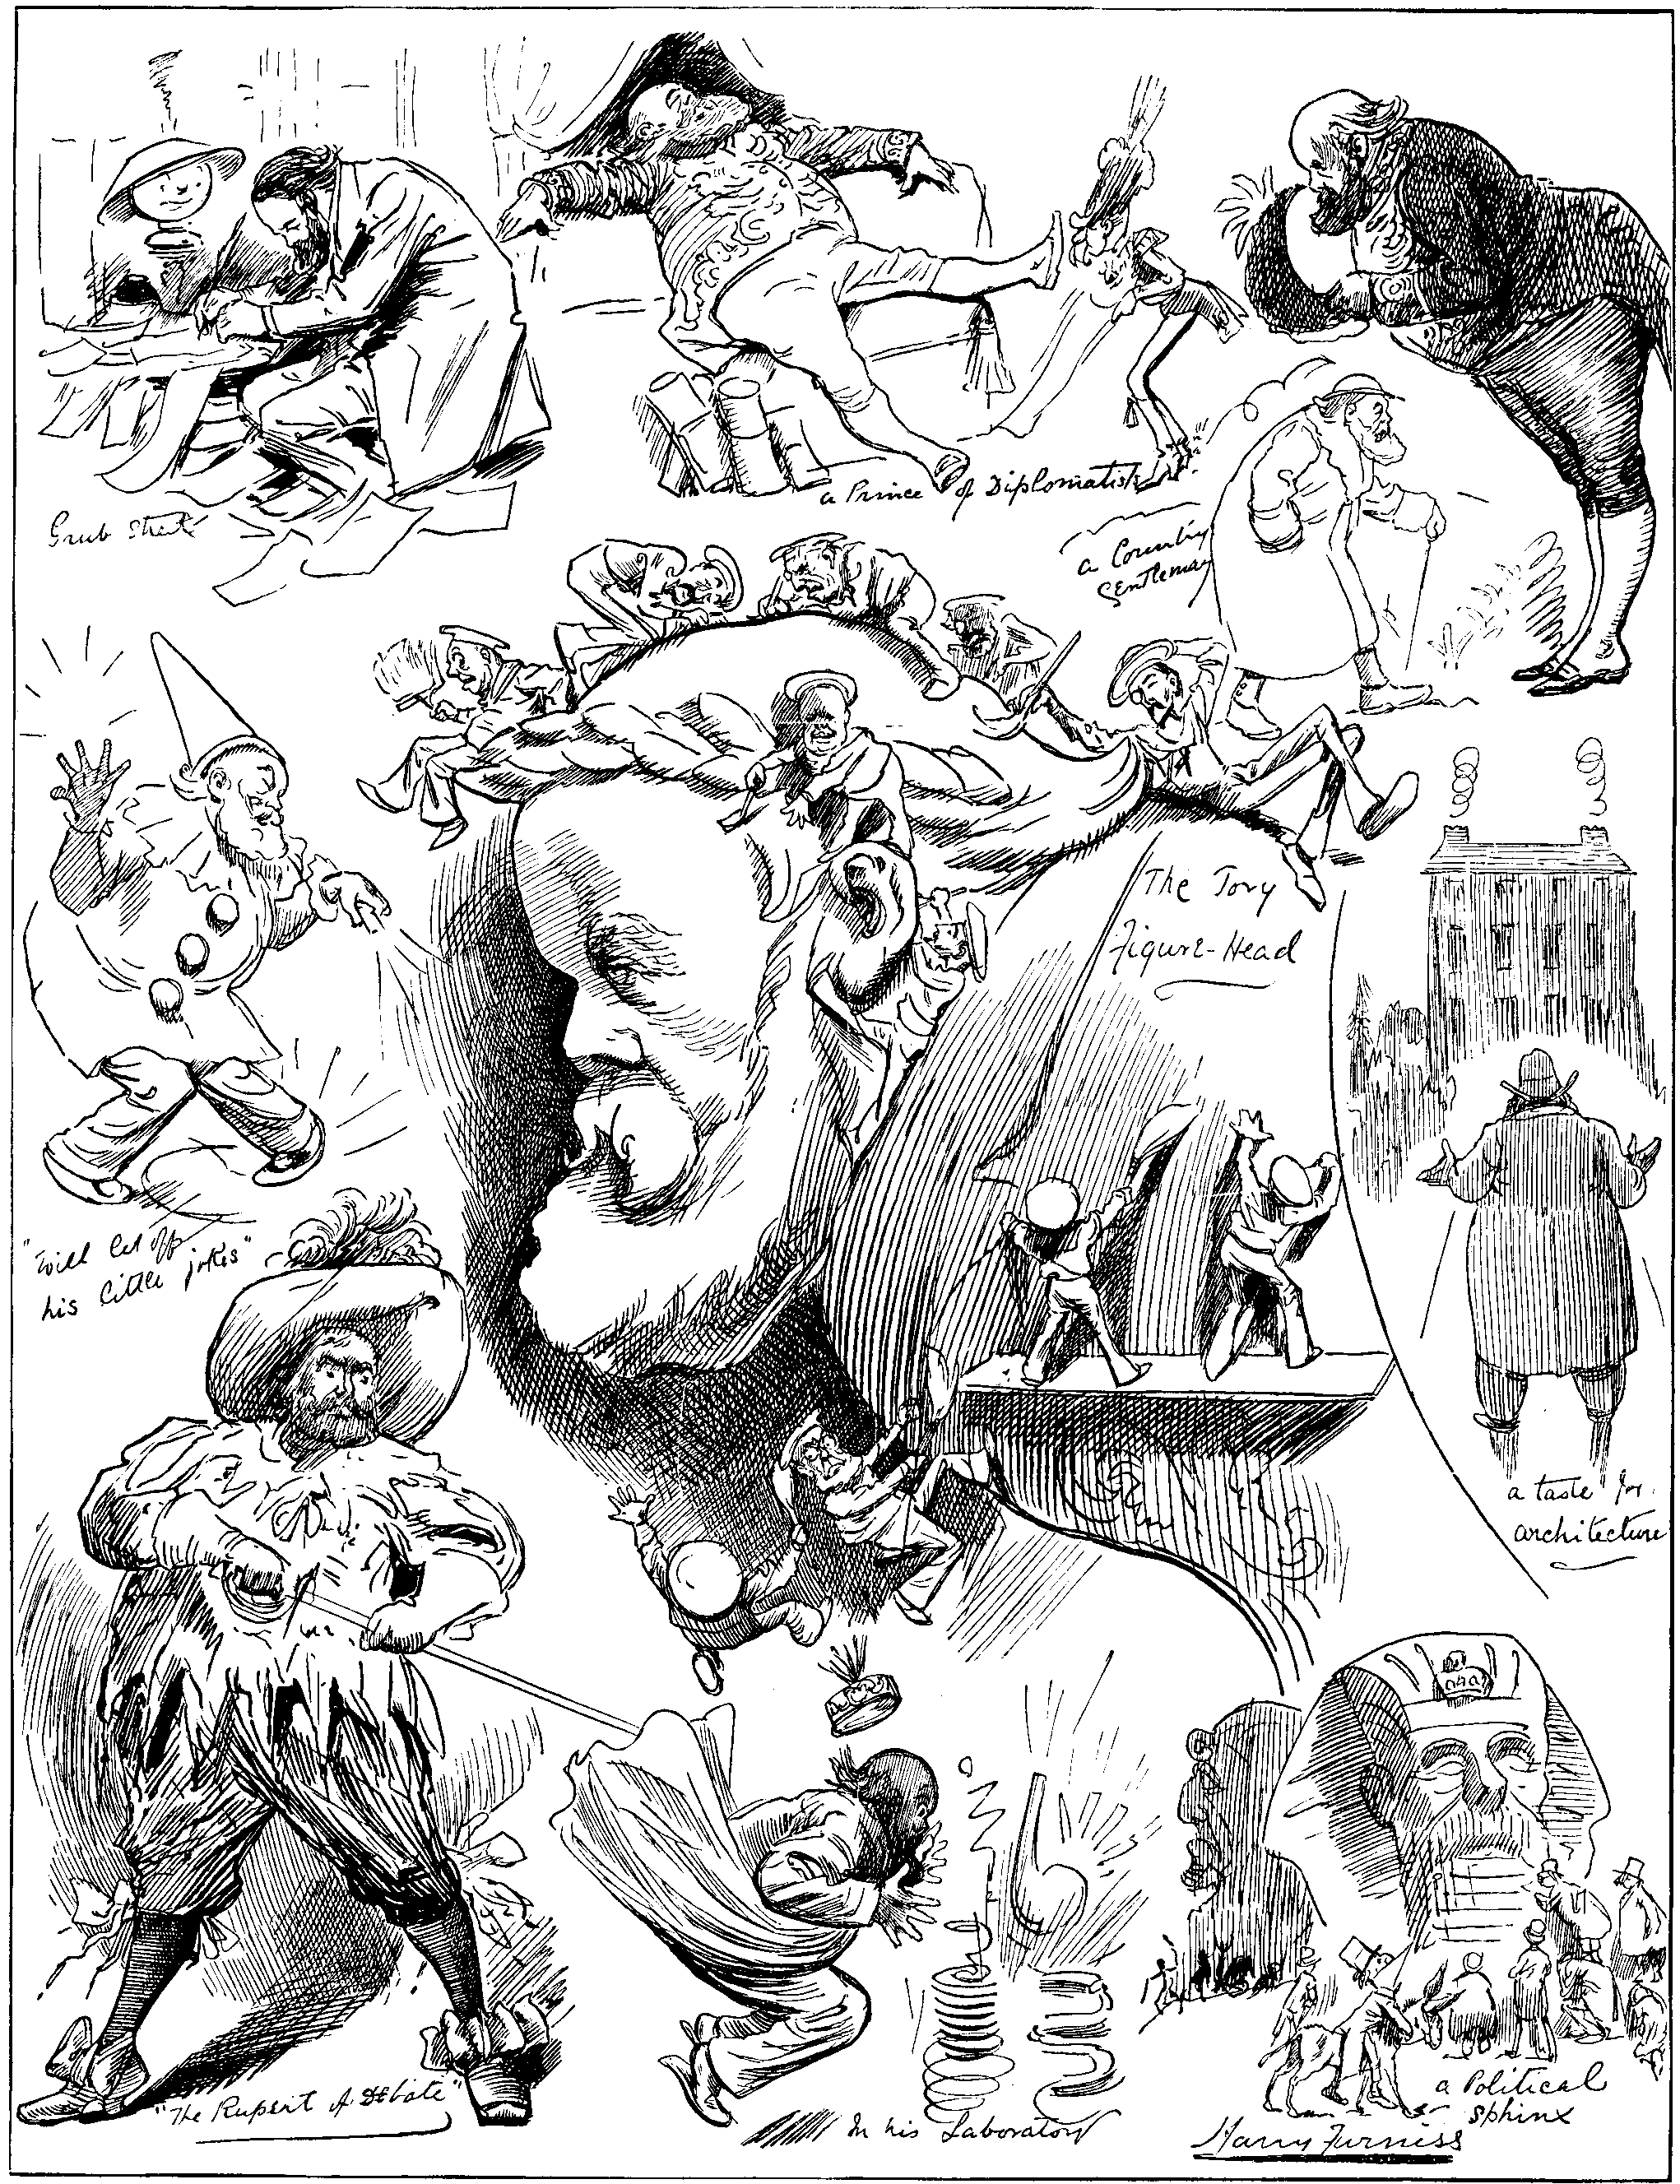 Grub Street
a Prince of Diplomatists
a Country
Gentleman
The Tory
Figure-Head
"will let off
his little jokes"
a taste for
architecture
"The Rupert of Debate"
In his Laboratory
a Political
Sphinx
Harry Furniss